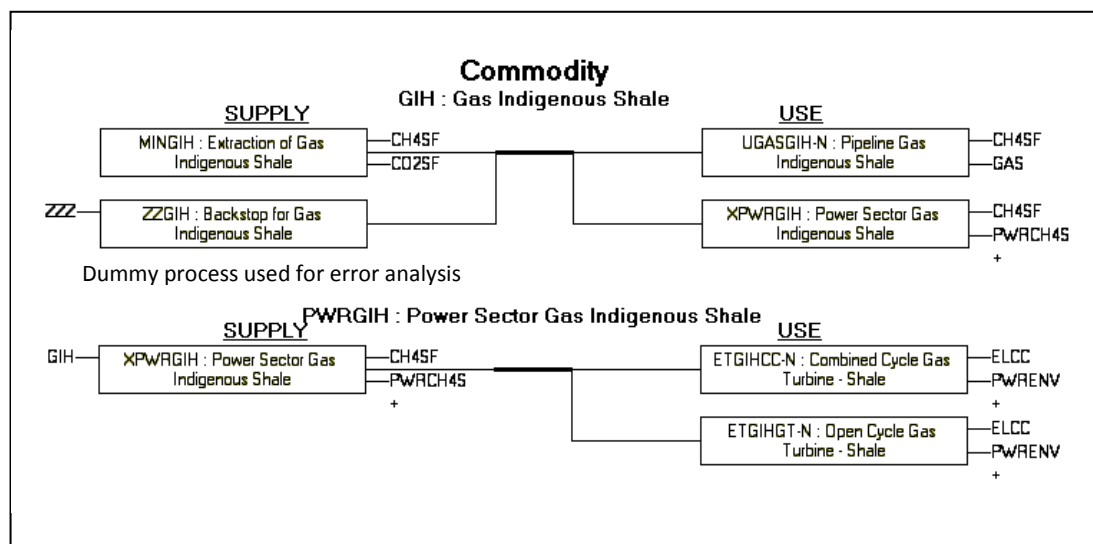 Commodity
GIH : Gas Indigenous Shale
SUPPLY
USE
MINGIH : Extraction of Gas
Indigenous Shale
CH4SF
CO2SF
UGASGIH-N : Pipeline Gas
Indigenous Shale
CH4SF
GAS
ZZZ
ZZGIH : Backstop for Gas
Indigenous Shale
XPWRGIH : Power Sector Gas
Indigenous Shale
CH4SF
PWRCH4S
+
Dummy process used for error analysis
PWRGIH : Power Sector Gas Indigenous Shale
SUPPLY
USE
GIH
XPWRGIH : Power Sector Gas
Indigenous Shale
CH4SF
PWRCH4S
+
ETGIHCC-N : Combined Cycle Gas
Turbine - Shale
ELCC
PWRENV
+
ETGIHGT-N : Open Cycle Gas
Turbine - Shale
ELCC
PWRENV
+